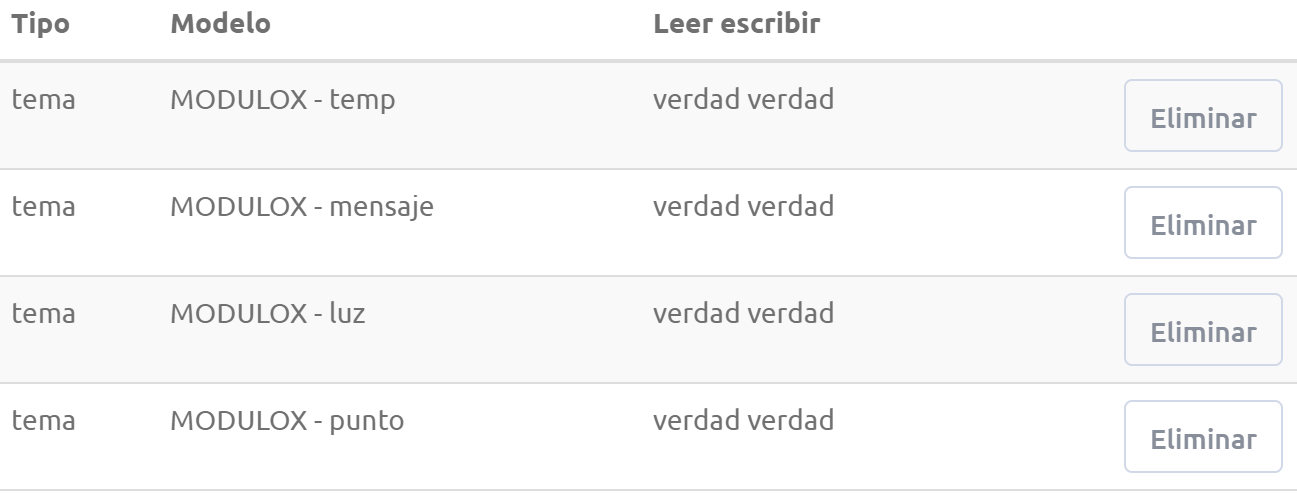 Tipo Modelo Leer escribir
tema MODULOX - temp verdad verdad Eliminar
tema MODULOX - mensaje verdad verdad Eliminar
tema MODULOX - luz verdad verdad Eliminar
tema MODULOX - punto verdad verdad Eliminar